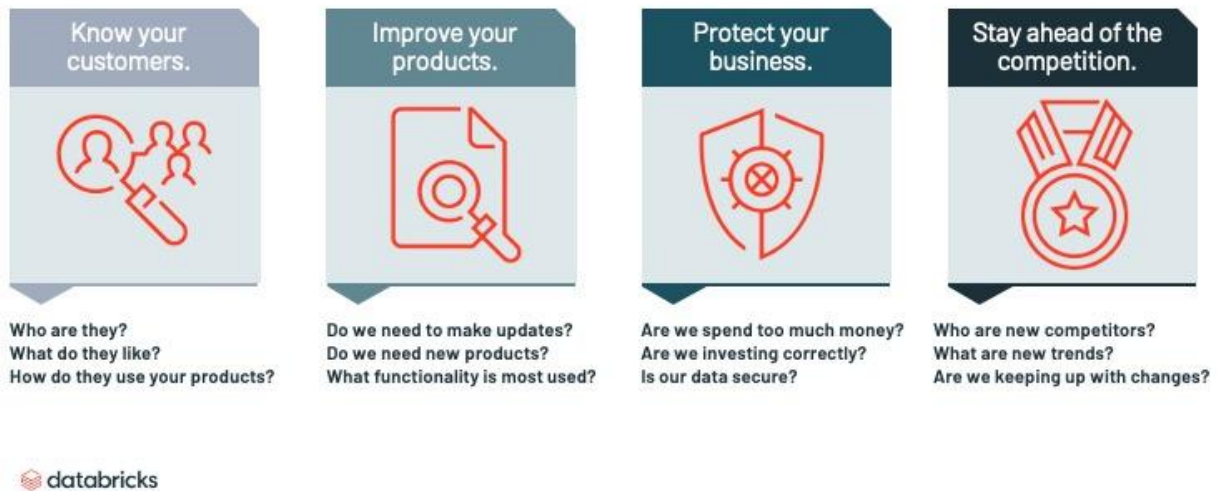 Know your
customers.
Who are they?
What do they like?
How do they use your products?
Improve your
products.
Do we need to make updates?
Do we need new products?
What functionality is most used?
Protect your
business.
Are we spend too much money?
Are we investing correctly?
Is our data secure?
Stay ahead of the
competition.
Who are new competitors?
What are new trends?
Are we keeping up with changes?
databricks